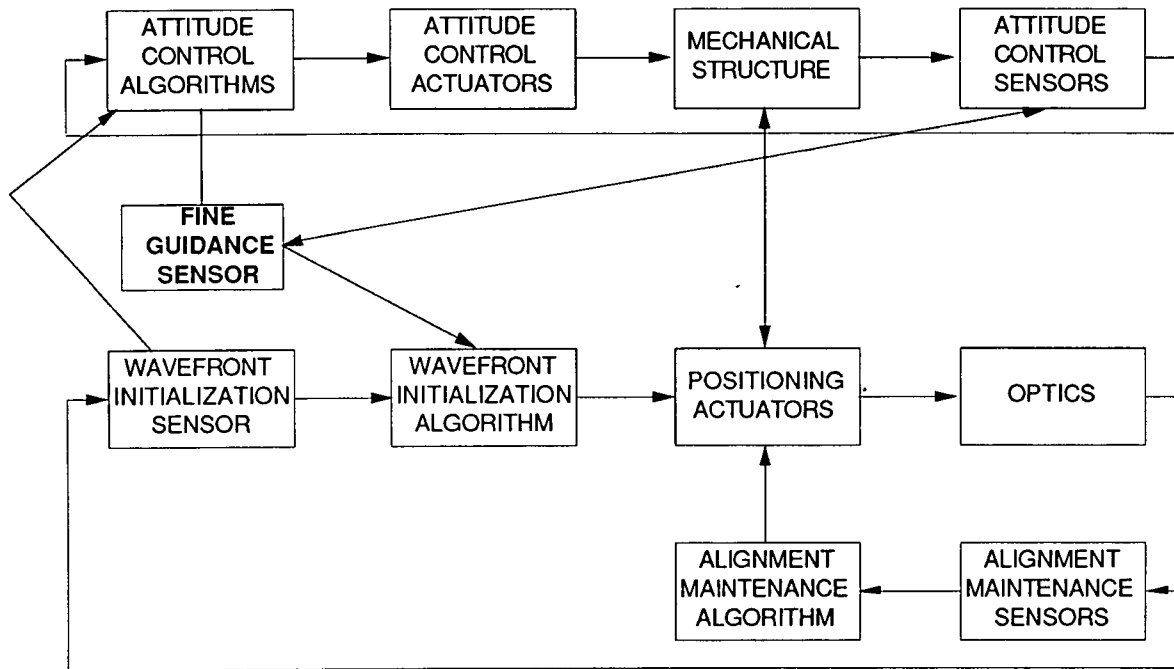 ATTITUDE
CONTROL
ALGORITHMS
ATTITUDE
CONTROL
ACTUATORS
MECHANICAL
STRUCTURE
ATTITUDE
CONTROL
SENSORS
FINE
GUIDANCE
SENSOR
WAVEFRONT
INITIALIZATION
SENSOR
WAVEFRONT
INITIALIZATION
ALGORITHM
POSITIONING
ACTUATORS
OPTICS
ALIGNMENT
MAINTENANCE
ALGORITHM
ALIGNMENT
MAINTENANCE
SENSORS